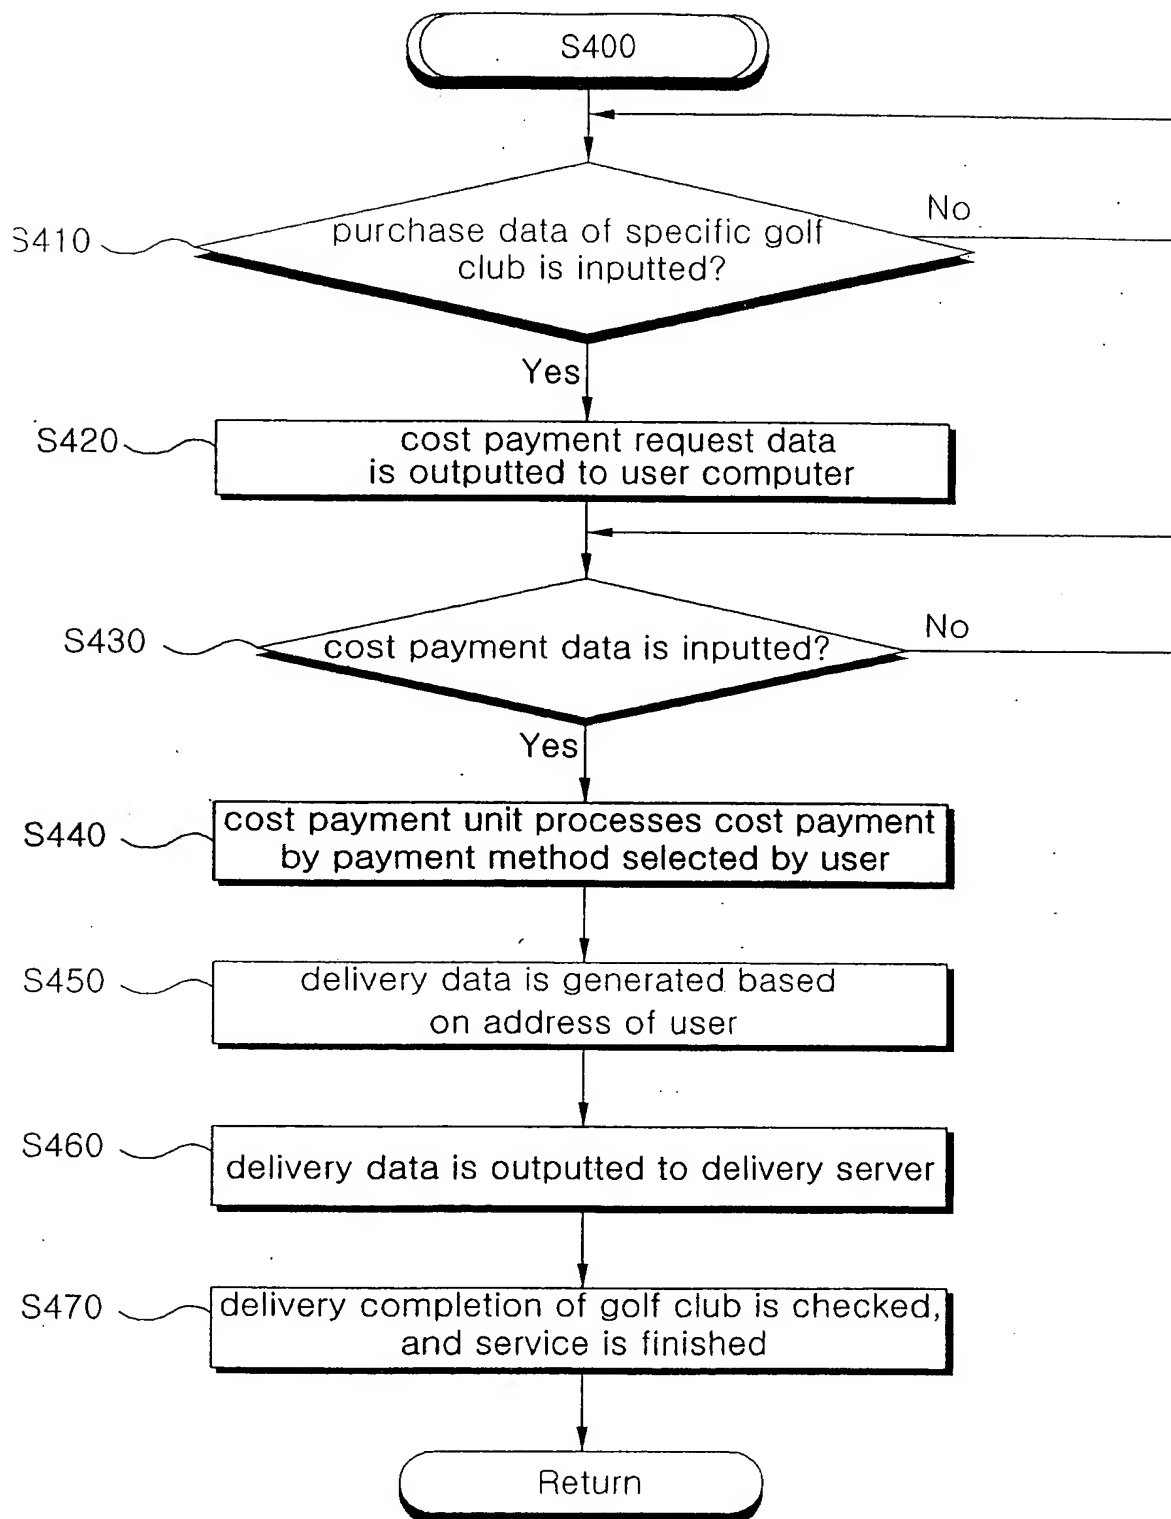 S400
S410
purchase data of specific golf
club is inputted?
No
Yes
S420
cost payment request data
is outputted to user computer
S430
cost payment data is inputted?
No
Yes
S440
cost payment unit processes cost payment
by payment method selected by user
S450
delivery data is generated based
on address of user
S460
delivery data is outputted to delivery server
S470
delivery completion of golf club is checked,
and service is finished
Return